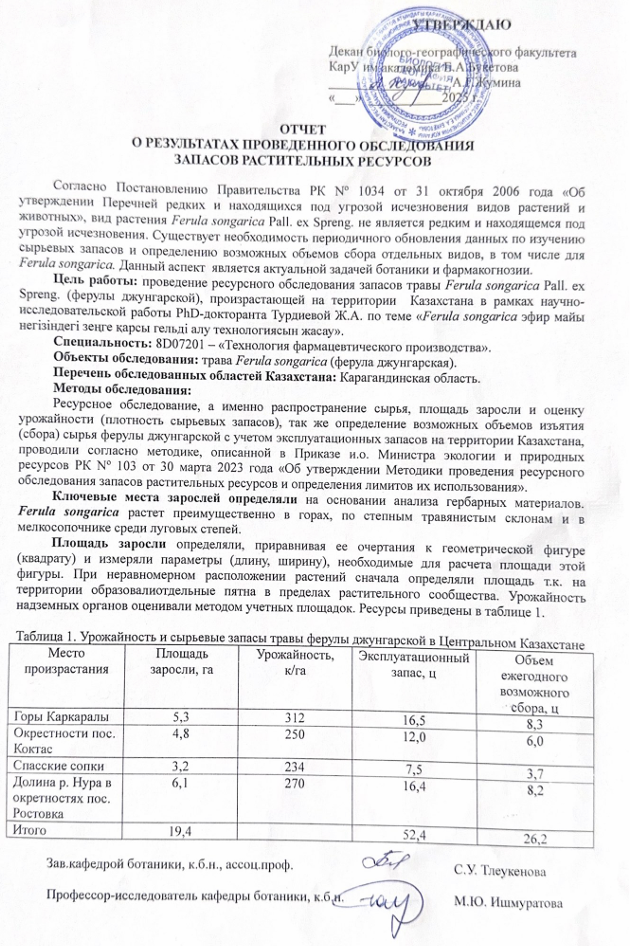 УТВЕРЖДАЮ
Декан биолого-географического факультета
КарУ им.академика Е.А.Букетова
А.Г.Жумина
«___» 2025 г.
БИОЛОГИЯ
ГЕОГРАФИЯ
ФАКУЛЬТЕТІ
ОТЧЕТ
О РЕЗУЛЬТАТАХ ПРОВЕДЕННОГО ОБСЛЕДОВАНИЯ
ЗАПАСОВ РАСТИТЕЛЬНЫХ РЕСУРСОВ
Согласно Постановлению Правительства РК № 1034 от 31 октября 2006 года «Об
утверждении Перечней редких и находящихся под угрозой исчезновения видов растений и
животных», вид растения Ferula songarica Pall. ex Spreng. не является редким и находящемся под
угрозой исчезновения. Существует необходимость периодичного обновления данных по изучению
сырьевых запасов и определению возможных объемов сбора отдельных видов, в том числе для
Ferula songarica. Данный аспект является актуальной задачей ботаники и фармакогнозии.
Цель работы: проведение ресурсного обследования запасов травы Ferula songarica Pall. ex
Spreng. (ферулы джунгарской), произрастающей на территории Казахстана в рамках научно-
исследовательской работы PhD-докторанта Турдиевой Ж.А. по теме «Ferula songarica эфир майы
негізіндегі зеңге қарсы гельді алу технологиясын жасау».
Специальность: 8D07201 – «Технология фармацевтического производства».
Объекты обследования: трава Ferula songarica (ферула джунгарская).
Перечень обследованных областей Казахстана: Карагандинская область.
Методы обследования:
Ресурсное обследование, а именно распространение сырья, площадь заросли и оценку
урожайности (плотность сырьевых запасов), так же определение возможных объемов изъятия
(сбора) сырья ферулы джунгарской с учетом эксплуатационных запасов на территории Казахстана,
проводили согласно методике, описанной в Приказе и.о. Министра экологии и природных
ресурсов РК № 103 от 30 марта 2023 года «Об утверждении Методики проведения ресурсного
обследования запасов растительных ресурсов и определения лимитов их использования».
Ключевые места зарослей определяли на основании анализа гербарных материалов.
Ferula songarica растет преимущественно в горах, по степным травянистым склонам и в
мелкосопочнике среди луговых степей.
Площадь заросли определяли, приравнивая ее очертания к геометрической фигуре
(квадрату) и измеряли параметры (длину, ширину), необходимые для расчета площади этой
фигуры. При неравномерном расположении растений сначала определяли площадь т.к. на
территории образовалиотдельные пятна в пределах растительного сообщества. Урожайность
надземных органов оценивали методом учетных площадок. Ресурсы приведены в таблице 1.
Таблица 1. Урожайность и сырьевые запасы травы ферулы джунгарской в Центральном Казахстане
Место произрастания Площадь заросли, га Урожайность, к/га Эксплуатационный запас, ц Объем ежегодного возможного сбора, ц
Горы Каркаралы 5,3 312 16,5 8,3
Окрестности пос. Коктас 4,8 250 12,0 6,0
Спасские сопки 3,2 234 7,5 3,7
Долина р. Нура в окретностях пос. Ростовка 6,1 270 16,4 8,2
Итого 19,4 52,4 26,2
Зав.кафедрой ботаники, к.б.н., ассоц.проф. С.У. Тлеукенова
Профессор-исследователь кафедры ботаники, к.б.н. М.Ю. Ишмуратова